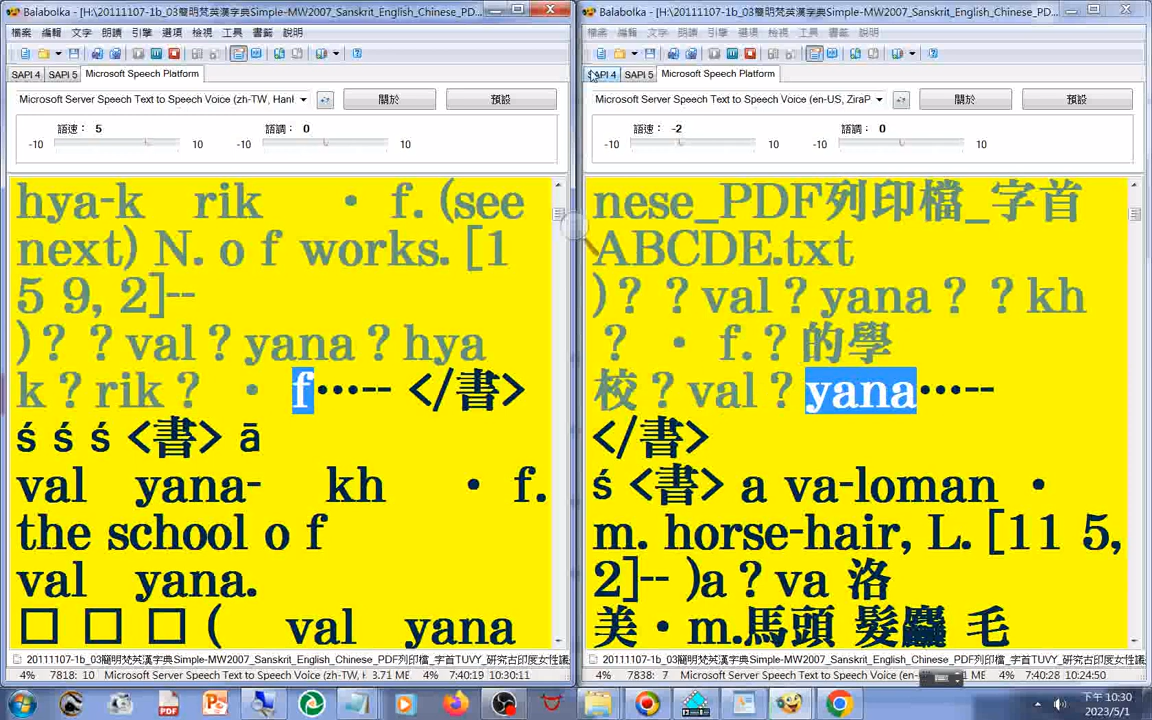 Balabolka - [H:\20111107-1b_03簡明梵英漢字典Simple-MW2007_Sanskrit_English_Chinese_PD...
檔案 編輯 文字 朗讀 引擎 選項 檢視 工具 書籤 說明
SAPI 4 SAPI 5 Microsoft Speech Platform
Microsoft Server Speech Text to Speech Voice (zh-TW, Hanl 關於 預設
語速： 5 語調： 0
-10 10 -10 10
hya-k rik • f. (see
next) N. o f works. [1
5 9, 2]--
)？？val？yana？hya
k？rik？ • f…-- </書>
ś ś ś <書> ā
val yana- kh • f.
the school o f
val yana.
□ □ □ ( val yana
20111107-1b_03簡明梵英漢字典Simple-MW2007_Sanskrit_English_Chinese_PDF列印檔_字首TUVY_研究古印度女性議
4% 7818: 10 Microsoft Server Speech Text to Speech Voice (zh-TW, H 3.71 ME 4% 7:40:19 10:30:11
Balabolka - [H:\20111107-1b_03簡明梵英漢字典Simple-MW2007_Sanskrit_English_Chinese_PD...
檔案 編輯 文字 朗讀 引擎 選項 檢視 工具 書籤 說明
SAPI 4 SAPI 5 Microsoft Speech Platform
Microsoft Server Speech Text to Speech Voice (en-US, ZiraP 關於 預設
語速： -2 語調： 0
-10 10 -10 10
nese_PDF列印檔_字首
ABCDE.txt
)？？val？yana？？kh
？ • f.？的學
校？val？yana…--
</書>
ś <書> a va-loman •
m. horse-hair, L. [11 5,
2]-- )a？va 洛
美•m.馬頭 髮麤 毛
20111107-1b_03簡明梵英漢字典Simple-MW2007_Sanskrit_English_Chinese_PDF列印檔_字首TUVY_研究古印度女性議
4% 7838: 7 Microsoft Server Speech Text to Speech Voice 4% 7:40:28 10:24:50
下午 10:30
2023/5/1